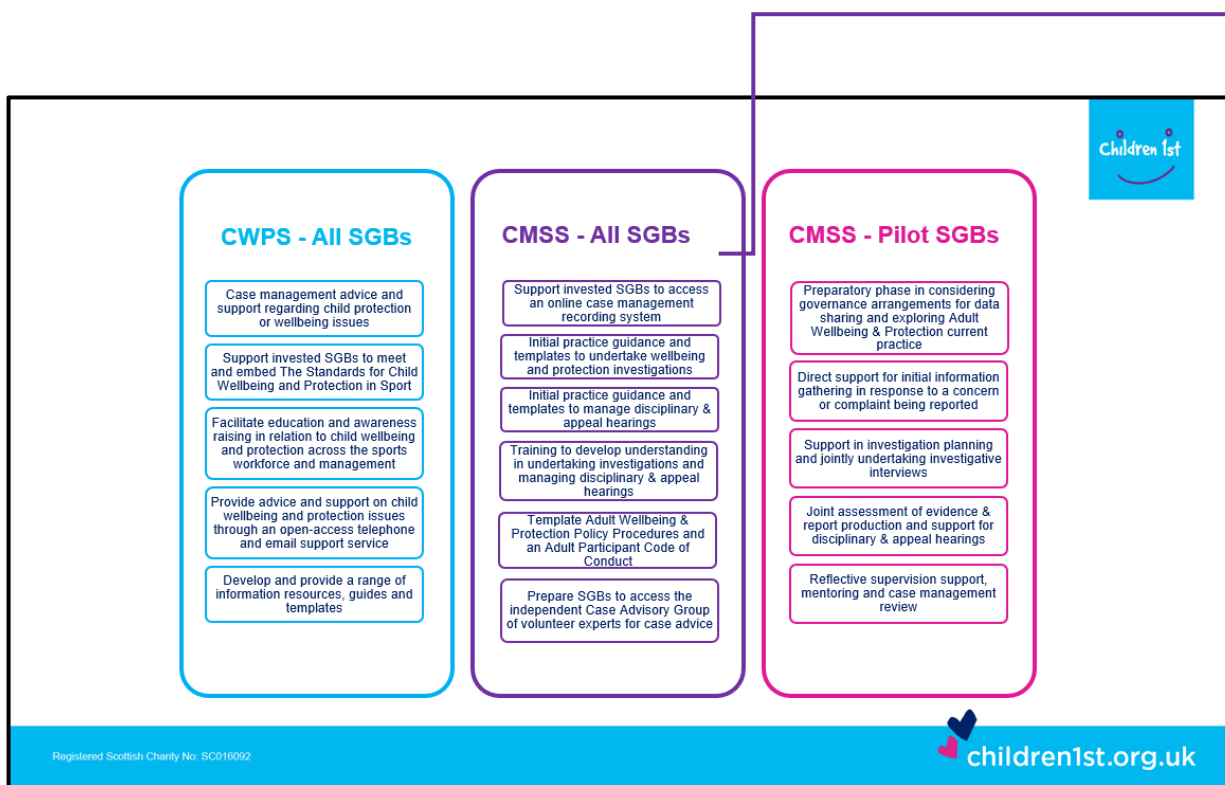 Children 1st
CWPS - All SGBs
Case management advice and
support regarding child protection
or wellbeing issues
Support invested SGBs to meet
and embed The Standards for Child
Wellbeing and Protection in Sport
Facilitate education and awareness
raising in relation to child wellbeing
and protection across the sports
workforce and management
Provide advice and support on child
wellbeing and protection issues
through an open-access telephone
and email support service
Develop and provide a range of
information resources, guides and
templates
CMSS - All SGBs
Support invested SGBs to access
an online case management
recording system
Initial practice guidance and
templates to undertake wellbeing
and protection investigations
Initial practice guidance and
templates to manage disciplinary &
appeal hearings
Training to develop understanding
in undertaking investigations and
managing disciplinary & appeal
hearings
Template Adult Wellbeing &
Protection Policy Procedures and
an Adult Participant Code of
Conduct
Prepare SGBs to access the
independent Case Advisory Group
of volunteer experts for case advice
CMSS - Pilot SGBs
Preparatory phase in considering
governance arrangements for data
sharing and exploring Adult
Wellbeing & Protection current
practice
Direct support for initial information
gathering in response to a concern
or complaint being reported
Support in investigation planning
and jointly undertaking investigative
interviews
Joint assessment of evidence &
report production and support for
disciplinary & appeal hearings
Reflective supervision support,
mentoring and case management
review
Registered Scottish Charity No: SC016092
children1st.org.uk